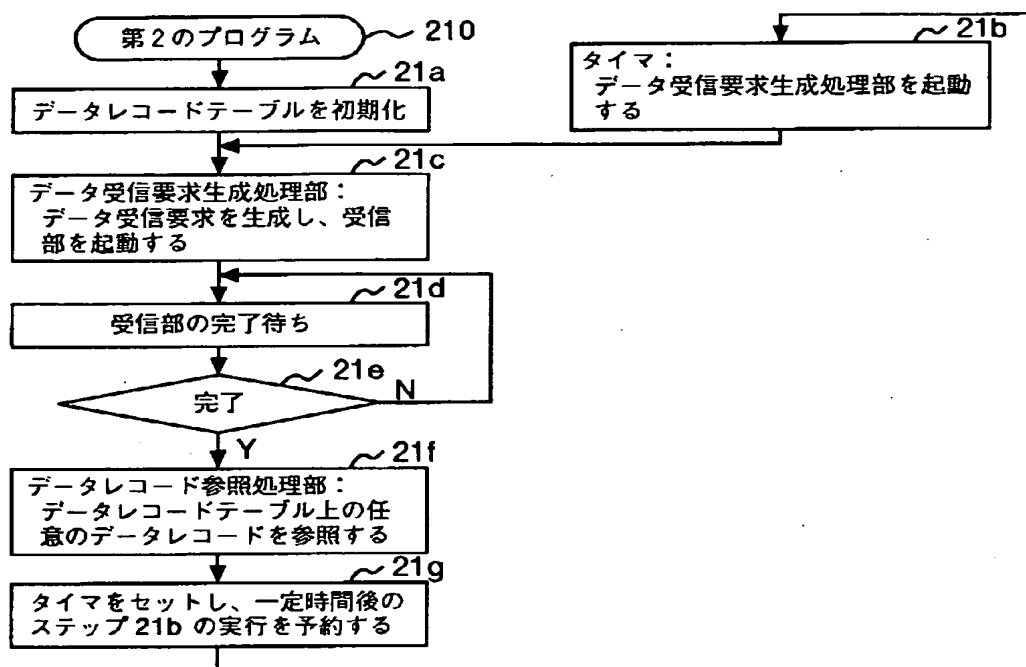 第2のプログラム
210
21a
データレコードテーブルを初期化
21b
タイマ：
データ受信要求生成処理部を起動
する
21c
データ受信要求生成処理部：
データ受信要求を生成し、受信
部を起動する
21d
受信部の完了待ち
21e
完了
N
Y
21f
データレコード参照処理部：
データレコードテーブル上の任
意のデータレコードを参照する
21g
タイマをセットし、一定時間後の
ステップ21b の実行を予約する